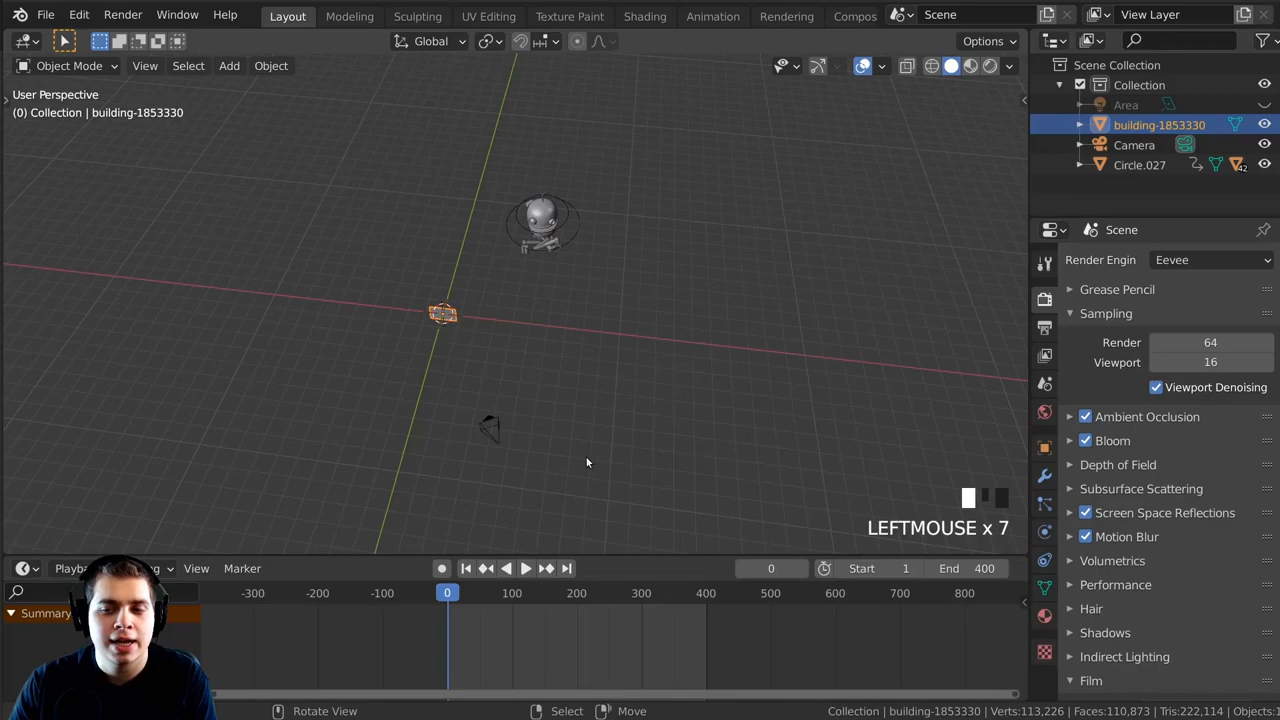 File Edit Render Window Help Layout Modeling Sculpting UV Editing Texture Paint Shading Animation Rendering Compos Scene View Layer
Global Options
Object Mode View Select Add Object
User Perspective
(0) Collection | building-1853330
Scene Collection
Collection
Area
building-1853330
Camera
Circle.027 42
Scene
Render Engin Eevee
Grease Pencil
Sampling
Render 64
Viewport 16
Viewport Denoising
Ambient Occlusion
Bloom
Depth of Field
Subsurface Scattering
Screen Space Reflections
Motion Blur
Volumetrics
Performance
Hair
Shadows
Indirect Lighting
Film
LEFTMOUSE x 7
Playba ng View Marker 0 Start 1 End 400
-300 -200 -100 0 100 200 300 400 500 600 700 800
Summary
Rotate View Select Move Collection | building-1853330 | Verts:113,226 | Faces:110,873 | Tris:222,114 | Objects:1